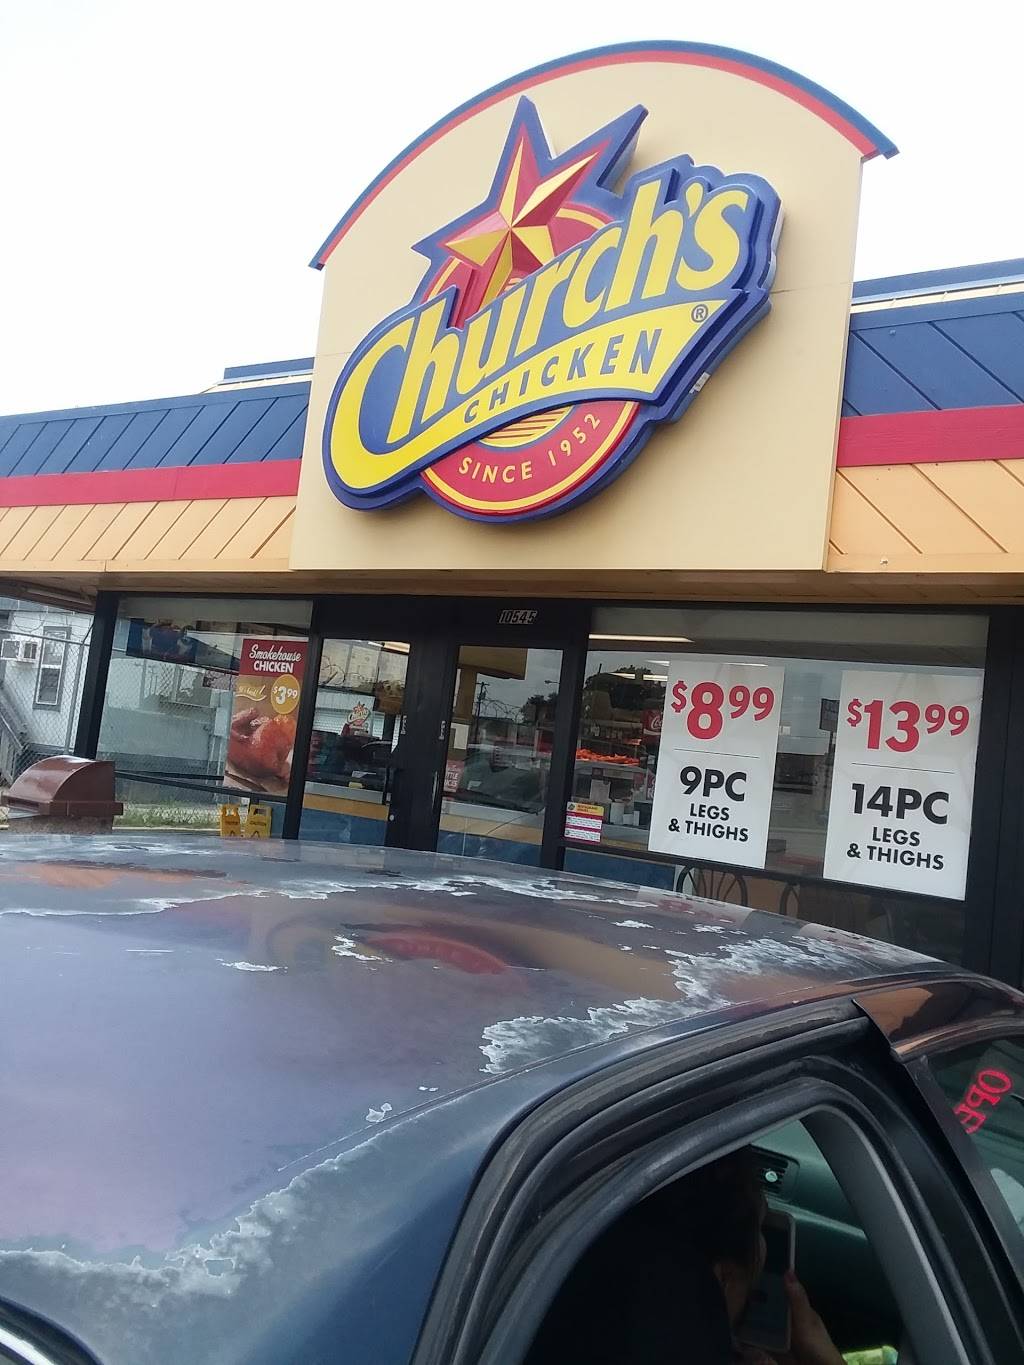 Church's
CHICKEN ®
SINCE 1952
10545
Smokehouse
CHICKEN
$3.99
$8.99
9PC
LEGS
& THIGHS
$13.99
14PC
LEGS
& THIGHS
OPE